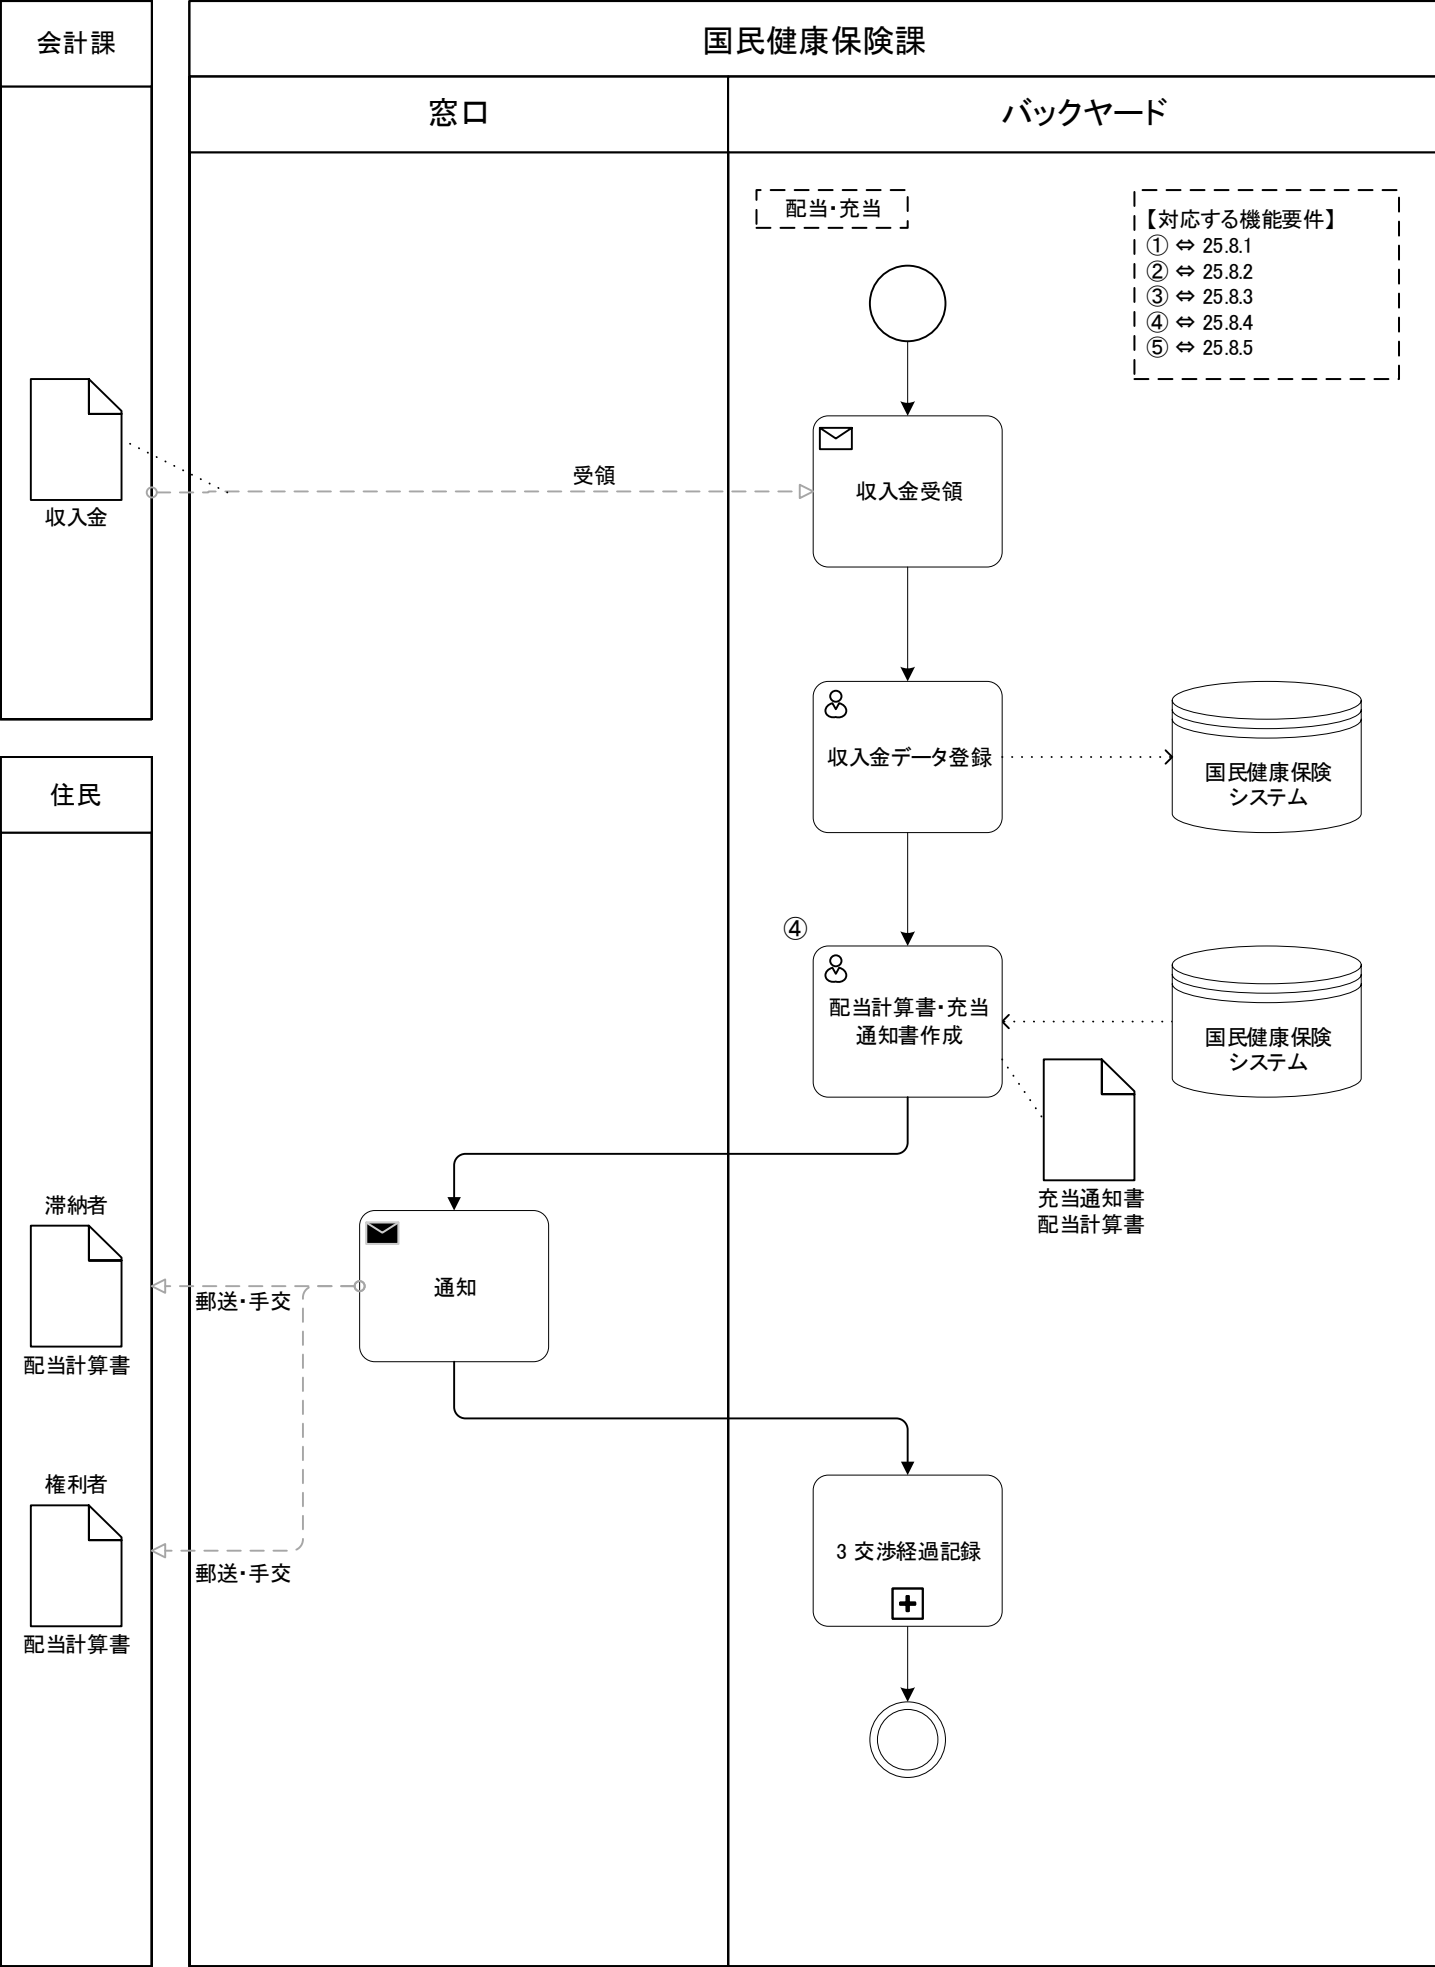 会計課
国民健康保険課
窓口
バックヤード
配当・充当
【対応する機能要件】
① ⇔ 25.8.1
② ⇔ 25.8.2
③ ⇔ 25.8.3
④ ⇔ 25.8.4
⑤ ⇔ 25.8.5
収入金
受領
収入金受領
収入金データ登録
国民健康保険
システム
住民
④
配当計算書・充当
通知書作成
国民健康保険
システム
充当通知書
配当計算書
滞納者
配当計算書
郵送・手交
通知
権利者
配当計算書
郵送・手交
3 交渉経過記録